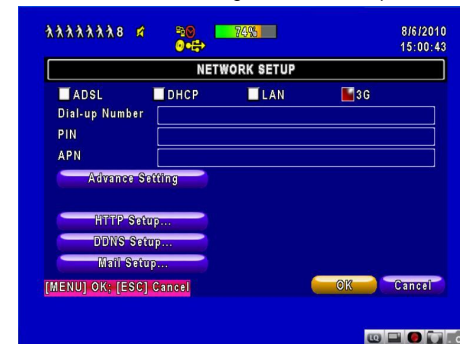 8 74% 8/6/2010
15:00:43
NETWORK SETUP
ADSL DHCP LAN 3G
Dial-up Number
PIN
APN
Advance Setting
HTTP Setup...
DDNS Setup...
Mail Setup...
[MENU] OK; [ESC] Cancel OK Cancel
LQ